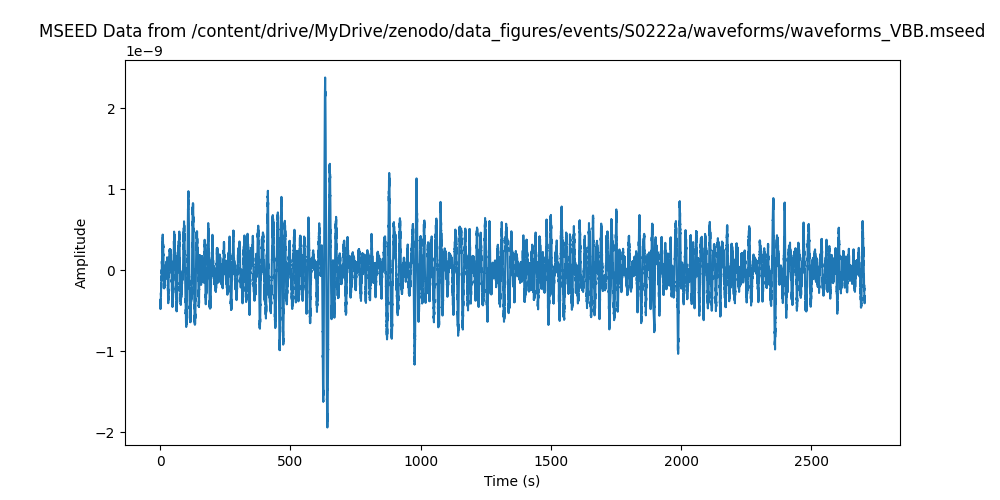 MSEED Data from /content/drive/MyDrive/zenodo/data_figures/events/S0222a/waveforms/waveforms_VBB.mseed
1e−9
2
1
0
−1
−2
Amplitude
0 500 1000 1500 2000 2500
Time (s)